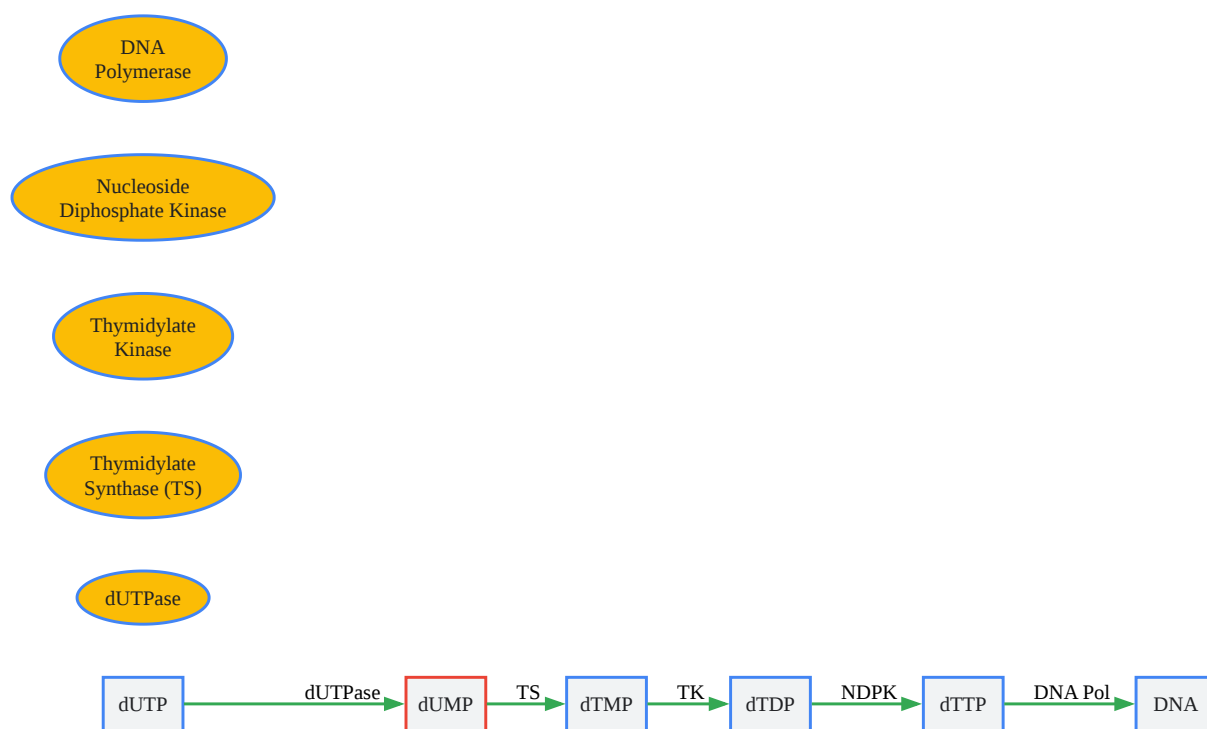 DNA
Polymerase
Nucleoside
Diphosphate Kinase
Thymidylate
Kinase
Thymidylate
Synthase (TS)
dUTPase
dUTP
dUTPase
dUMP
TS
dTMP
TK
dTDP
NDPK
dTTP
DNA Pol
DNA